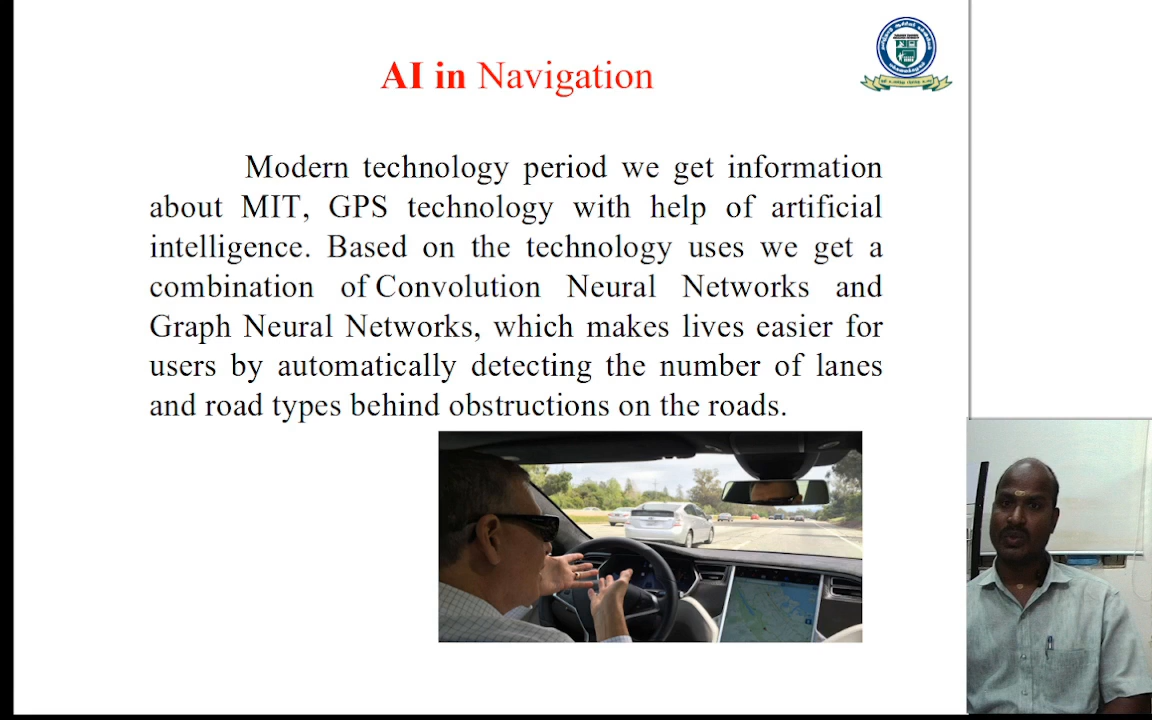 AI in Navigation
Modern technology period we get information
about MIT, GPS technology with help of artificial
intelligence. Based on the technology uses we get a
combination of Convolution Neural Networks and
Graph Neural Networks, which makes lives easier for
users by automatically detecting the number of lanes
and road types behind obstructions on the roads.